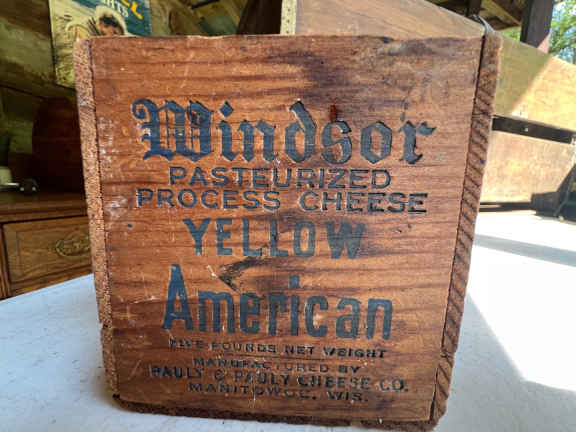 Windsor
PASTEURIZED
PROCESS CHEESE
YELLOW
American
FIVE POUNDS NET WEIGHT
MANUFACTURED BY
PAULY & PAULY CHEESE CO.
MANITOWOC, WIS.